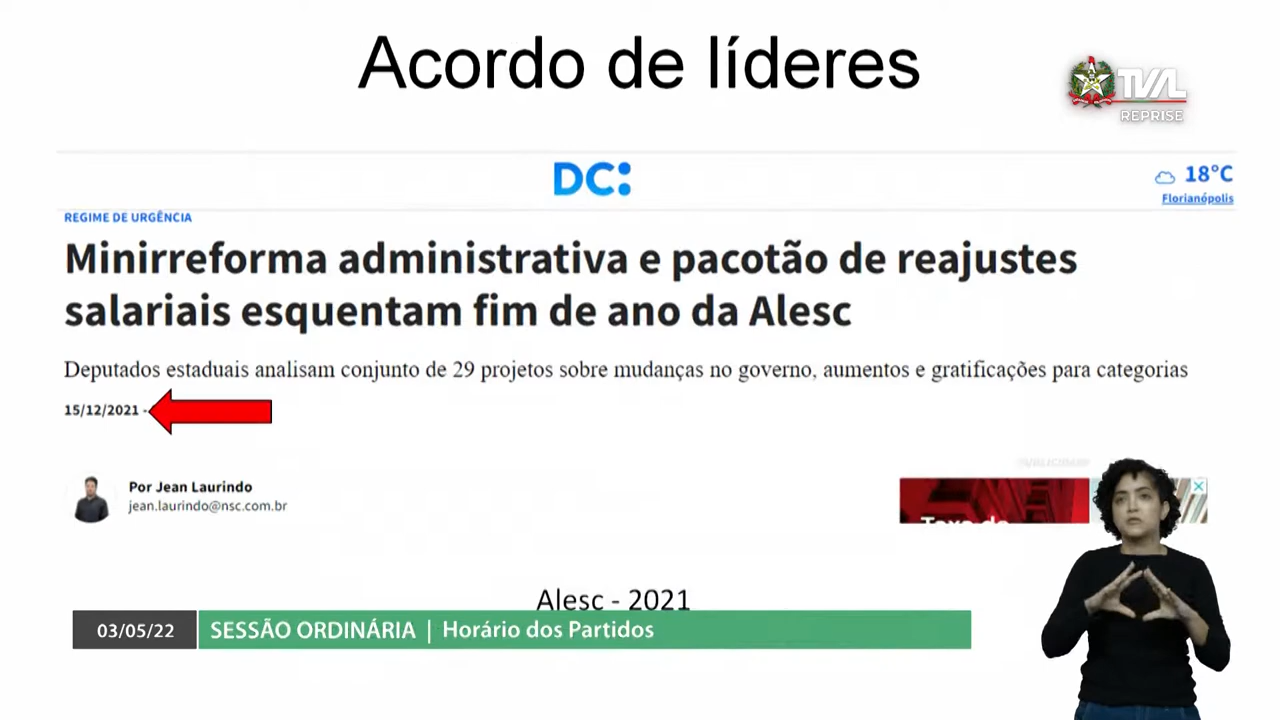 Acordo de líderes
TVAL
REPRISE
DC:
18°C
Florianópolis
REGIME DE URGÊNCIA
Minirreforma administrativa e pacotão de reajustes
salariais esquentam fim de ano da Alesc
Deputados estaduais analisam conjunto de 29 projetos sobre mudanças no governo, aumentos e gratificações para categorias
15/12/2021 -
Por Jean Laurindo
jean.laurindo@nsc.com.br
PUBLICIDADE
Alesc - 2021
03/05/22 SESSÃO ORDINÁRIA | Horário dos Partidos